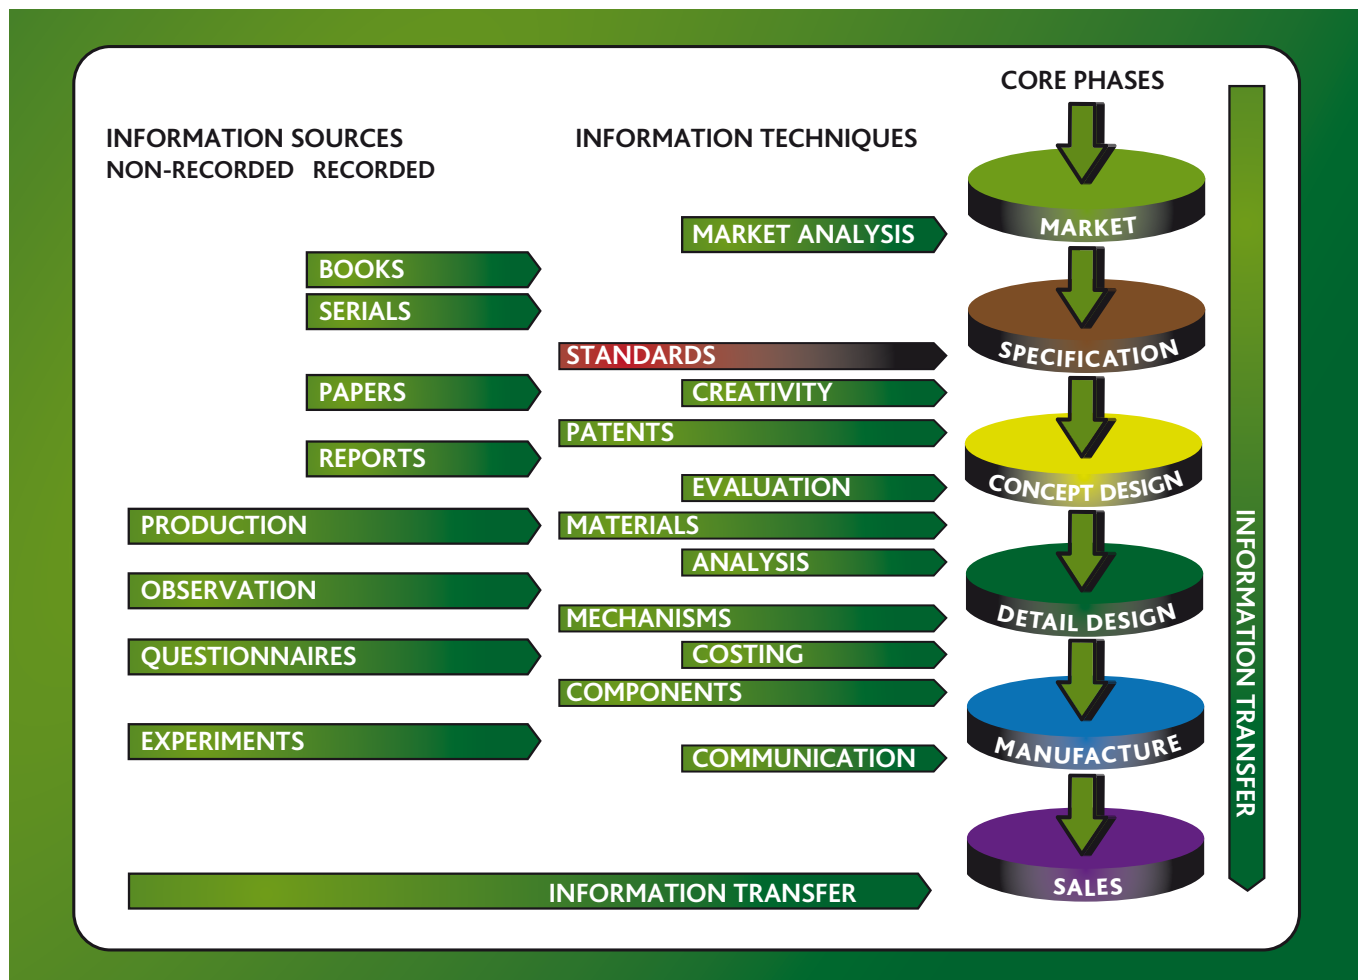 CORE PHASES
INFORMATION SOURCES
NON-RECORDED RECORDED
INFORMATION TECHNIQUES
BOOKS
SERIALS
PAPERS
REPORTS
PRODUCTION
OBSERVATION
QUESTIONNAIRES
EXPERIMENTS
MARKET ANALYSIS
STANDARDS
CREATIVITY
PATENTS
EVALUATION
MATERIALS
ANALYSIS
MECHANISMS
COSTING
COMPONENTS
COMMUNICATION
INFORMATION TRANSFER
MARKET
SPECIFICATION
CONCEPT DESIGN
DETAIL DESIGN
MANUFACTURE
SALES
INFORMATION TRANSFER